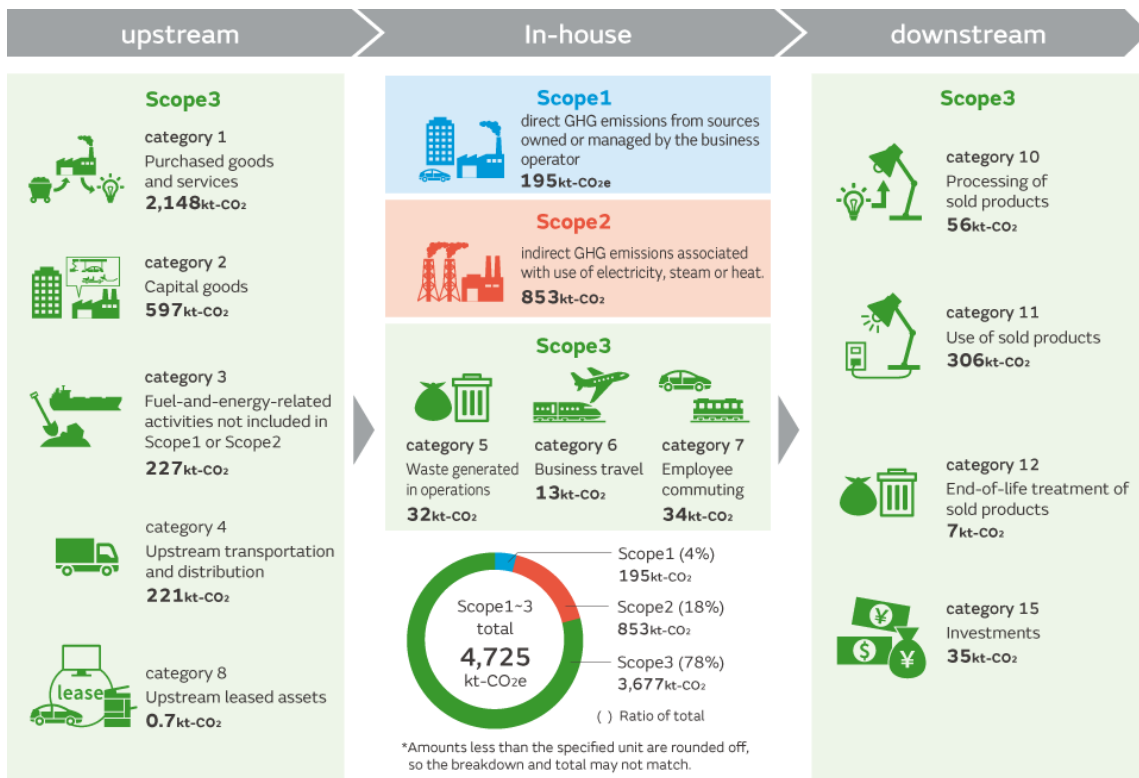 upstream
In-house
downstream
Scope3
category 1
Purchased goods
and services
2,148kt-CO₂
category 2
Capital goods
597kt-CO₂
category 3
Fuel-and-energy-related
activities not included in
Scope1 or Scope2
227kt-CO₂
category 4
Upstream transportation
and distribution
221kt-CO₂
lease
category 8
Upstream leased assets
0.7kt-CO₂
Scope1
direct GHG emissions from sources
owned or managed by the business
operator
195kt-CO₂e
Scope2
indirect GHG emissions associated
with use of electricity, steam or heat.
853kt-CO₂
Scope3
category 5
Waste generated
in operations
32kt-CO₂
category 6
Business travel
13kt-CO₂
category 7
Employee
commuting
34kt-CO₂
Scope1~3
total
4,725
kt-CO₂e
Scope1 (4%)
195kt-CO₂
Scope2 (18%)
853kt-CO₂
Scope3 (78%)
3,677kt-CO₂
( ) Ratio of total
*Amounts less than the specified unit are rounded off,
so the breakdown and total may not match.
Scope3
category 10
Processing of
sold products
56kt-CO₂
category 11
Use of sold products
306kt-CO₂
category 12
End-of-life treatment of
sold products
7kt-CO₂
¥
$
¥
category 15
Investments
35kt-CO₂